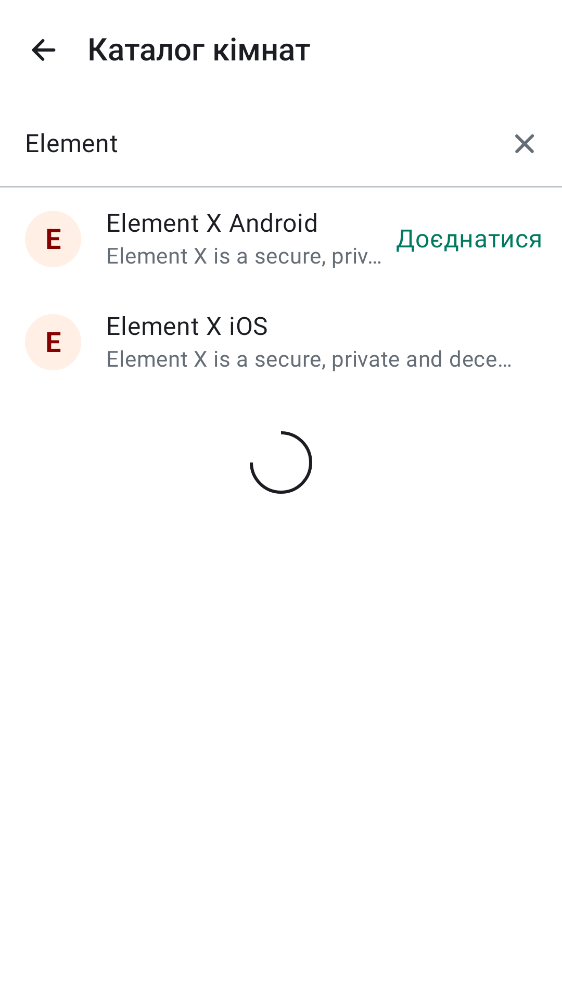 Каталог кімнат
Element
E
Element X Android
Element X is a secure, priv…
Доєднатися
E
Element X iOS
Element X is a secure, private and dece…